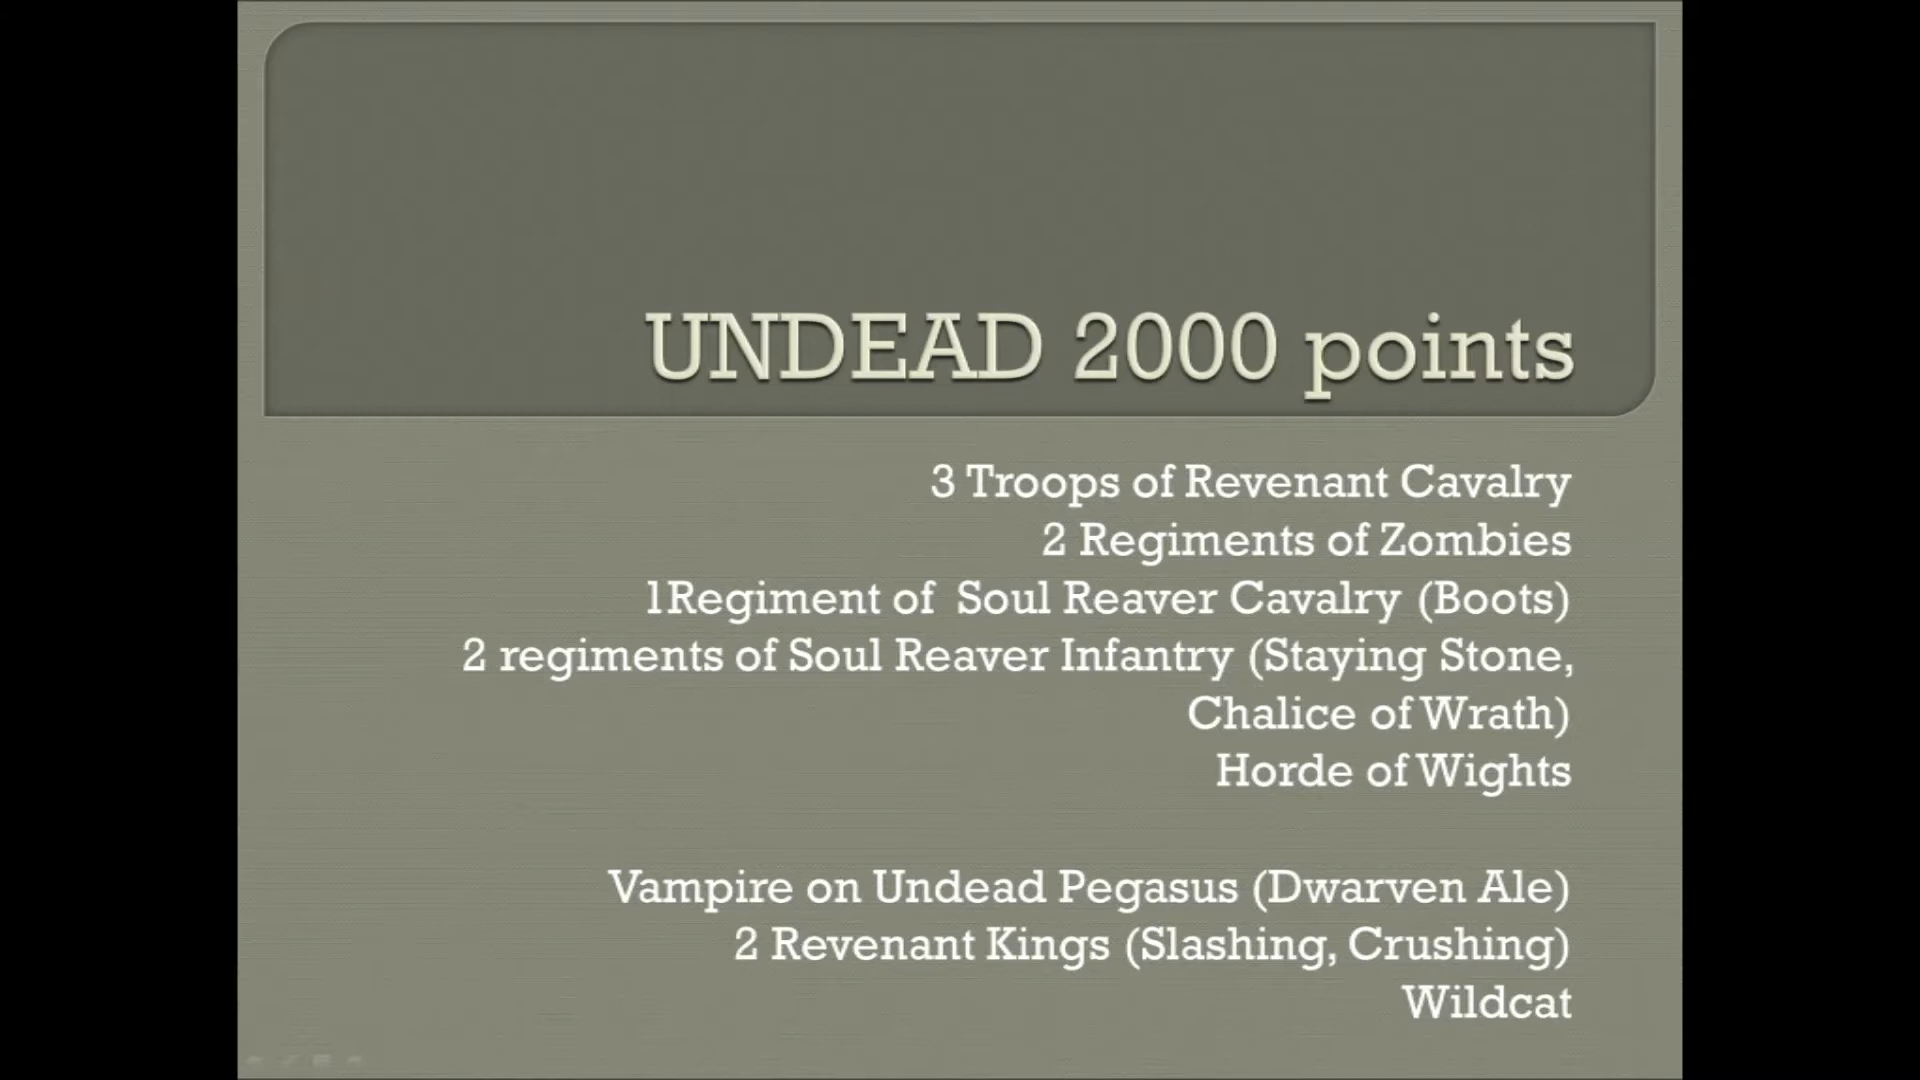 UNDEAD 2000 points
3 Troops of Revenant Cavalry
2 Regiments of Zombies
1Regiment of  Soul Reaver Cavalry (Boots)
2 regiments of Soul Reaver Infantry (Staying Stone,
Chalice of Wrath)
Horde of Wights
Vampire on Undead Pegasus (Dwarven Ale)
2 Revenant Kings (Slashing, Crushing)
Wildcat